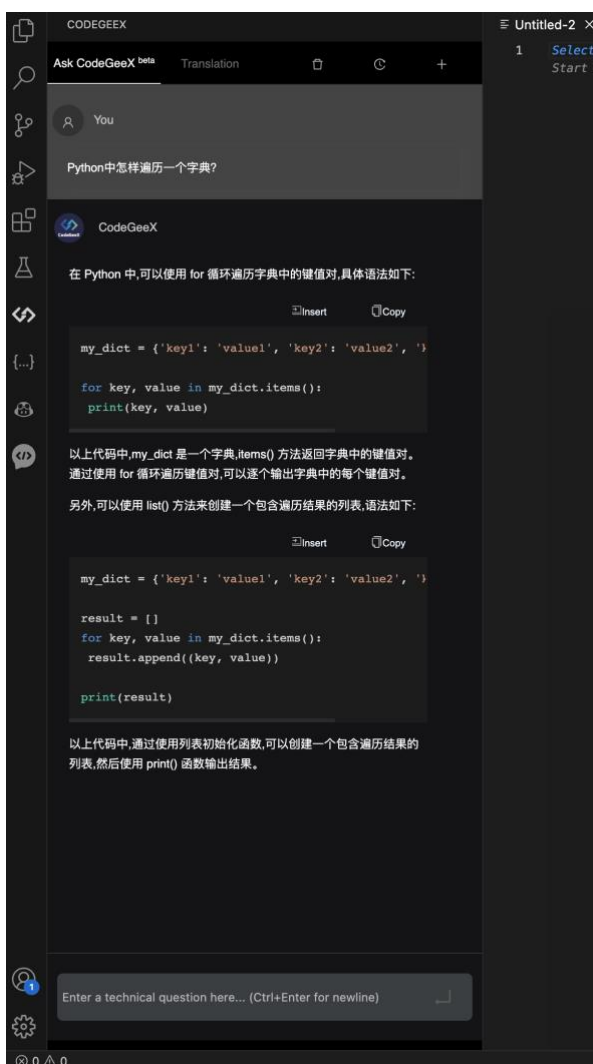 CODEGEEX
Untitled-2
Ask CodeGeeX beta
Translation
1
Select
Start
You
Python中怎样遍历一个字典?
CodeGeeX
CodeGeeX
在 Python 中,可以使用 for 循环遍历字典中的键值对,具体语法如下:
Insert Copy
my_dict = {'key1': 'value1', 'key2': 'value2', '
for key, value in my_dict.items():
print(key, value)
以上代码中,my_dict 是一个字典,items() 方法返回字典中的键值对。
通过使用 for 循环遍历键值对,可以逐个输出字典中的每个键值对。
另外,可以使用 list() 方法来创建一个包含遍历结果的列表,语法如下:
Insert Copy
my_dict = {'key1': 'value1', 'key2': 'value2', '
result = []
for key, value in my_dict.items():
result.append((key, value))
print(result)
以上代码中,通过使用列表初始化函数,可以创建一个包含遍历结果的
列表,然后使用 print() 函数输出结果。
1
Enter a technical question here... (Ctrl+Enter for newline)
0 0